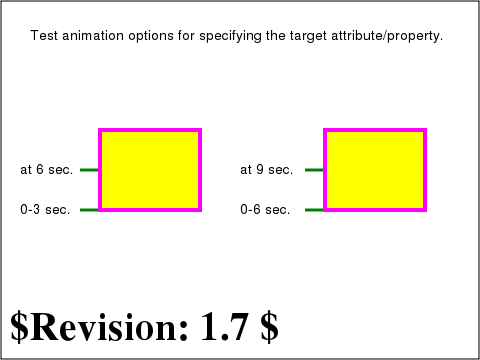 Test animation options for specifying the target attribute/property.
at 6 sec.
at 9 sec.
0-3 sec.
0-6 sec.
$Revision: 1.7 $